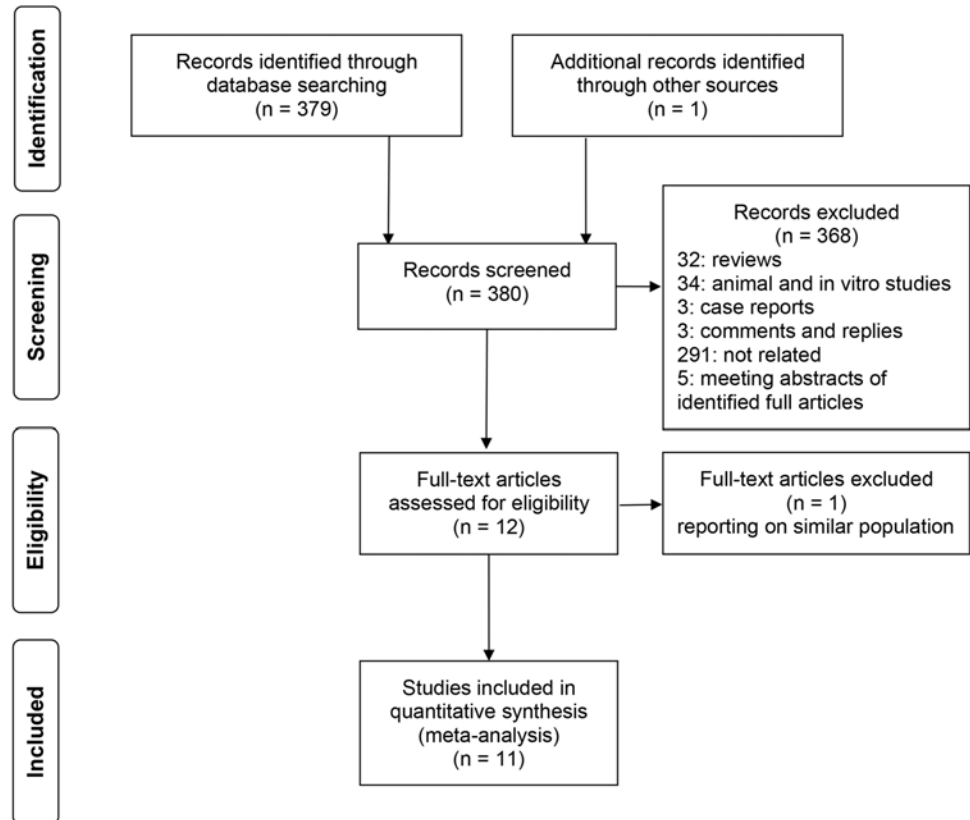 Identification
Records identified through
database searching
(n = 379)
Additional records identified
through other sources
(n = 1)
Screening
Records screened
(n = 380)
Records excluded
(n = 368)
32: reviews
34: animal and in vitro studies
3: case reports
3: comments and replies
291: not related
5: meeting abstracts of
identified full articles
Eligibility
Full-text articles
assessed for eligibility
(n = 12)
Full-text articles excluded
(n = 1)
reporting on similar population
Included
Studies included in
quantitative synthesis
(meta-analysis)
(n = 11)